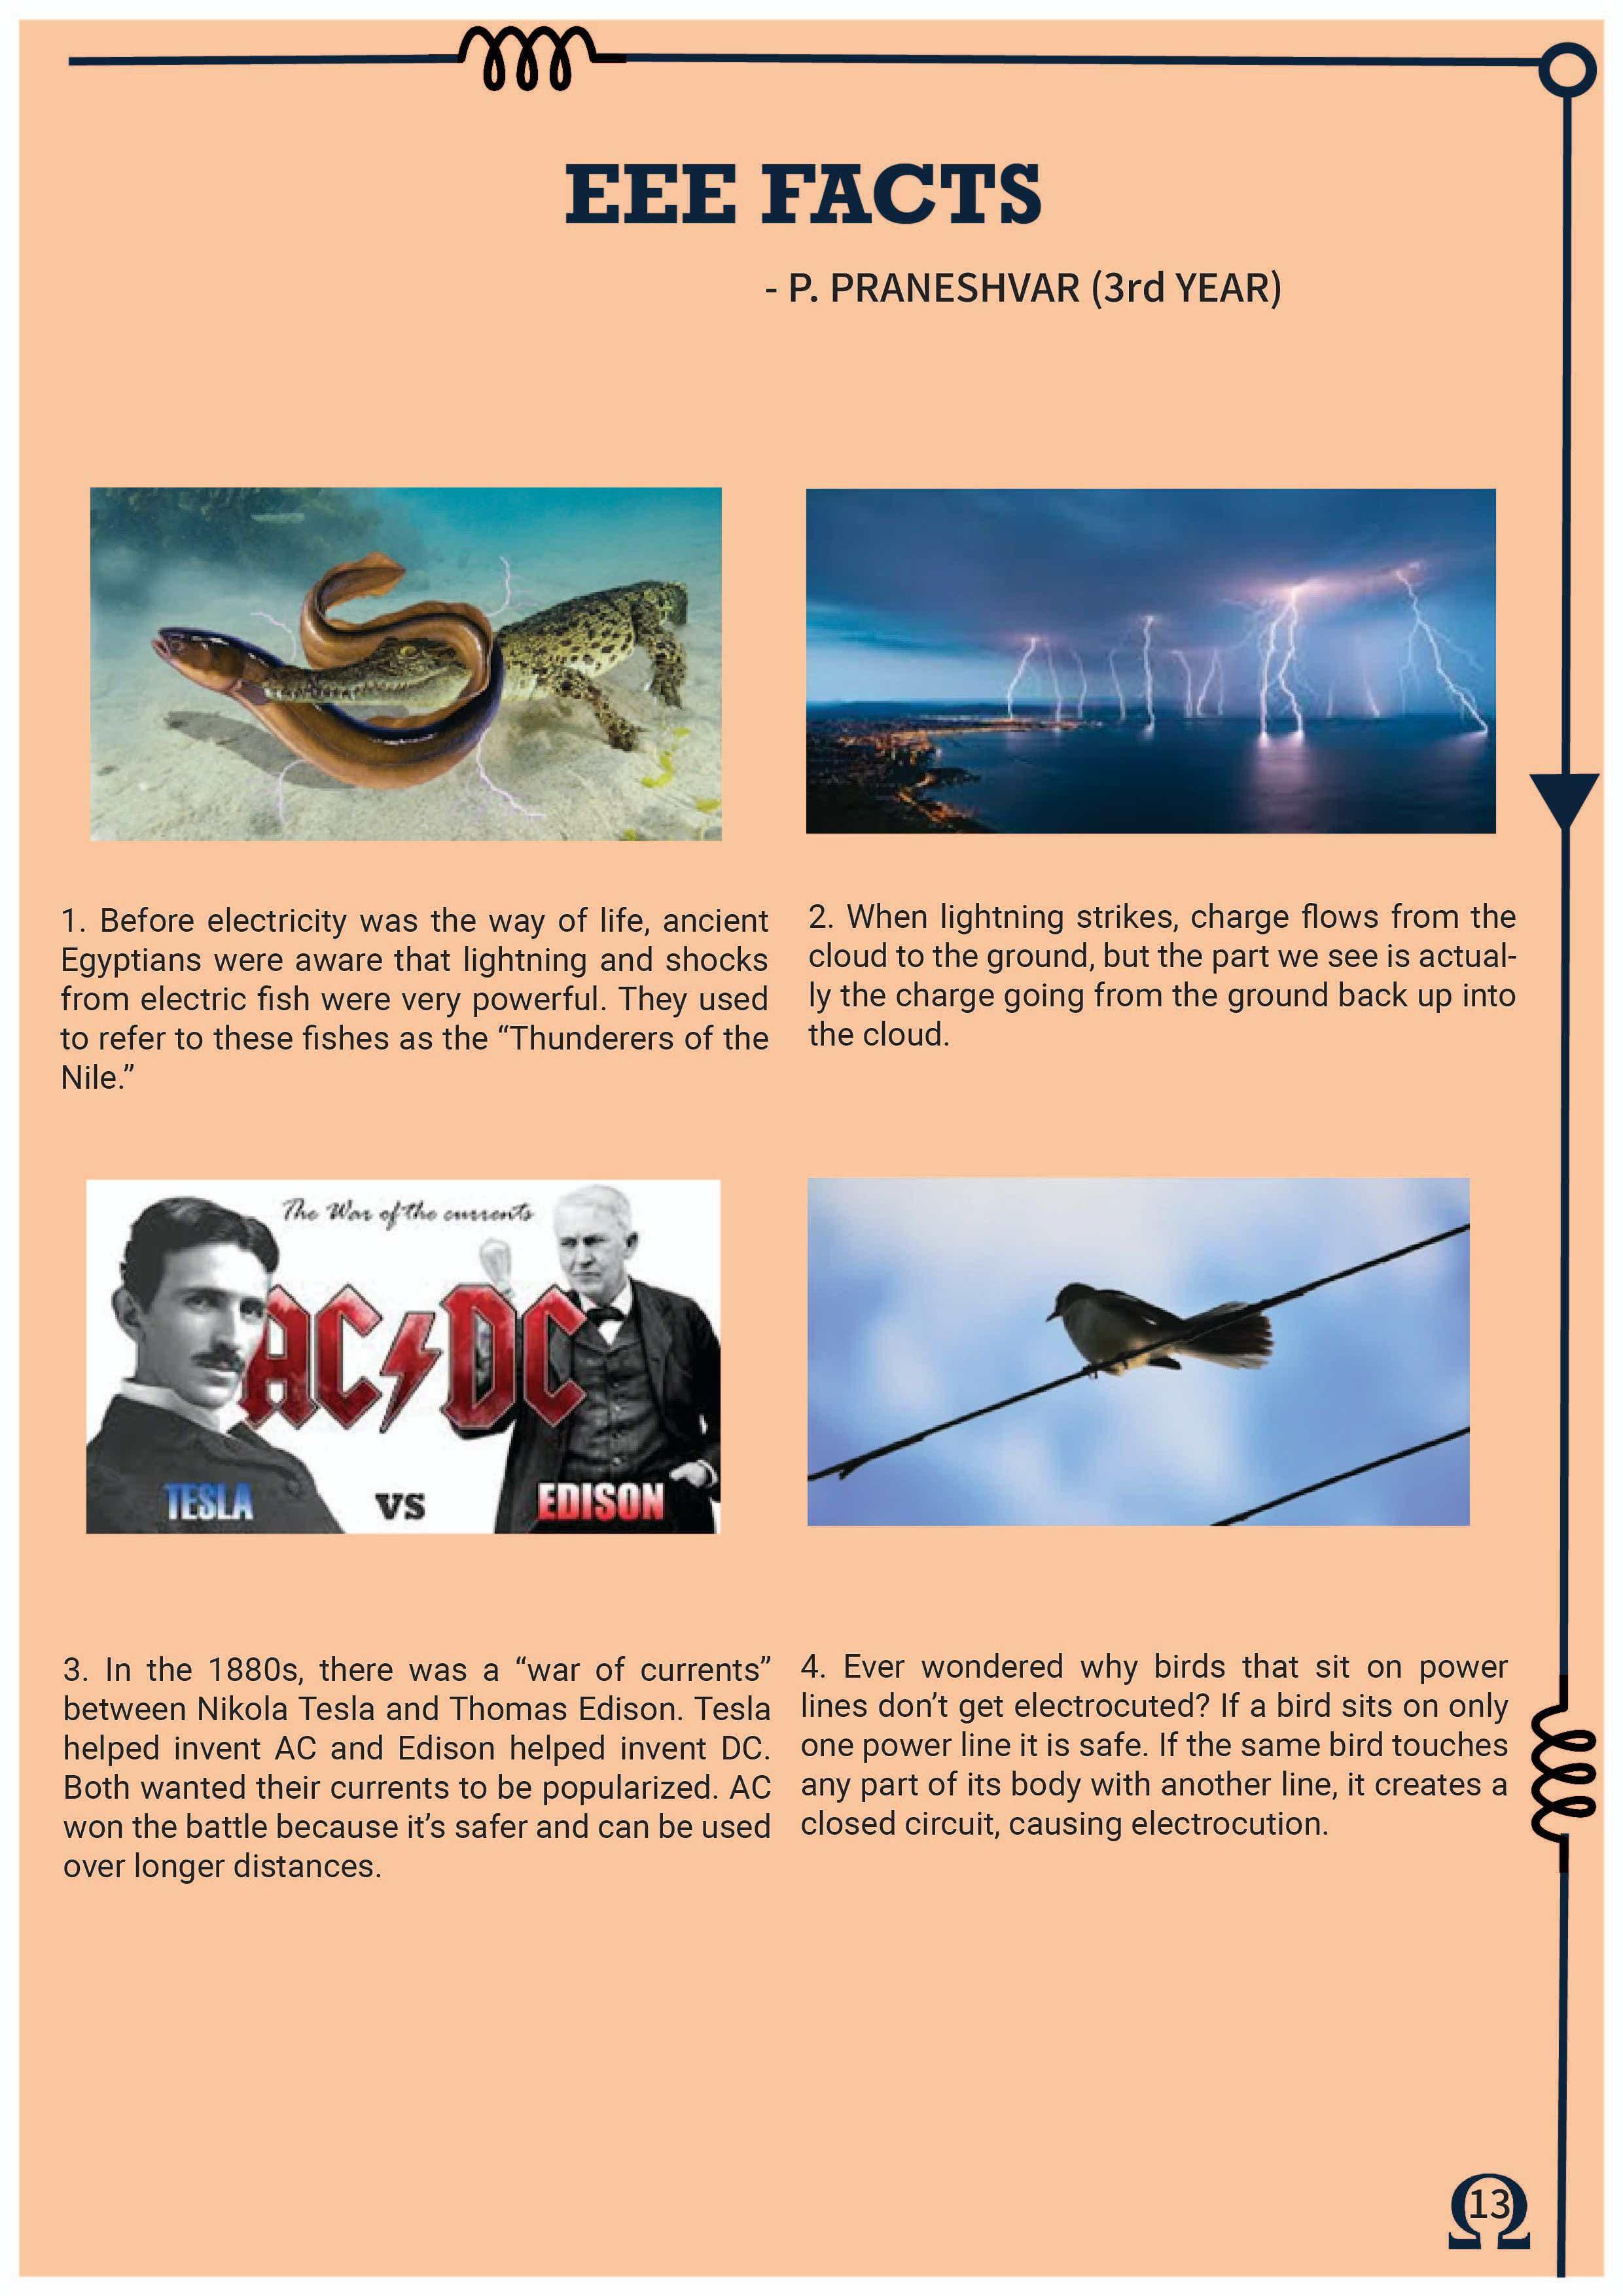 EEE FACTS
- P. PRANESHVAR (3rd YEAR)
1. Before electricity was the way of life, ancient
Egyptians were aware that lightning and shocks
from electric fish were very powerful. They used
to refer to these fishes as the “Thunderers of the
Nile.”
2. When lightning strikes, charge flows from the
cloud to the ground, but the part we see is actual-
ly the charge going from the ground back up into
the cloud.
The War of the currents
AC DC
TESLA VS EDISON
3. In the 1880s, there was a “war of currents”
between Nikola Tesla and Thomas Edison. Tesla
helped invent AC and Edison helped invent DC.
Both wanted their currents to be popularized. AC
won the battle because it’s safer and can be used
over longer distances.
4. Ever wondered why birds that sit on power
lines don’t get electrocuted? If a bird sits on only
one power line it is safe. If the same bird touches
any part of its body with another line, it creates a
closed circuit, causing electrocution.
Ω
13